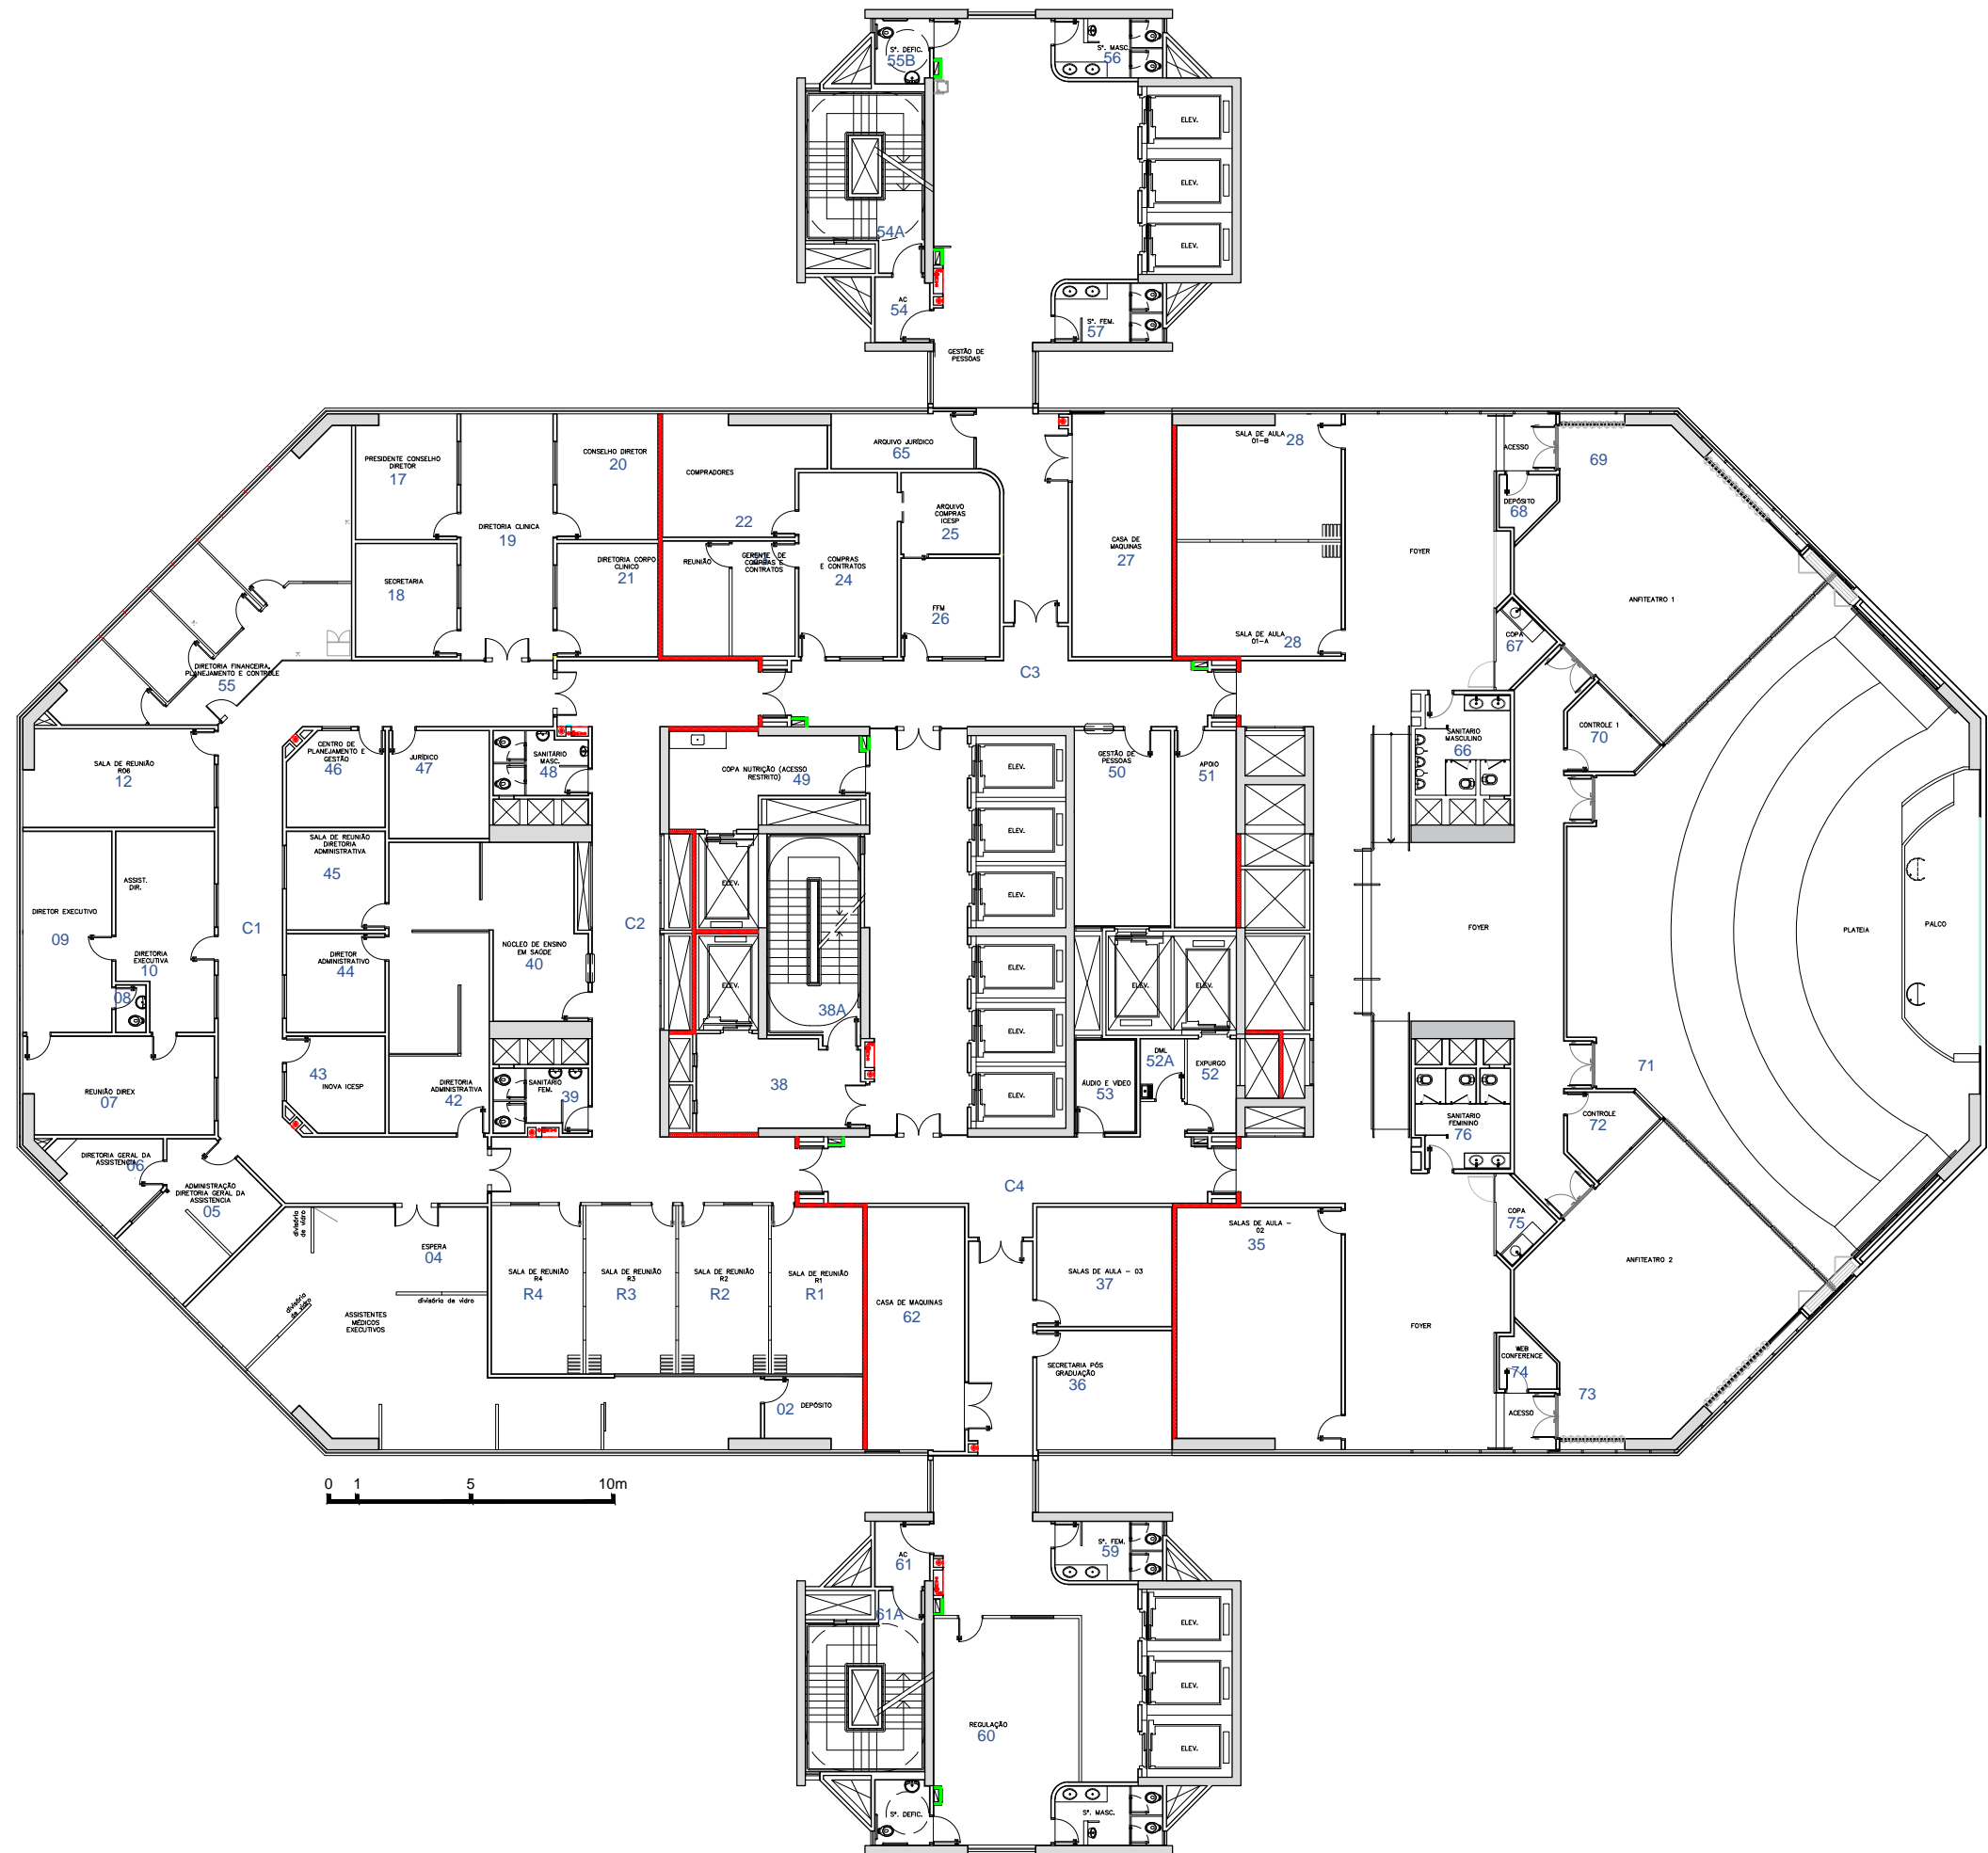 Sº. DEFIC.
55B
Sº. MASC.
56
ELEV.
ELEV.
ELEV.
54A
AC
54
Sº. FEM.
57
GESTÃO DE
PESSOAS
PRESIDENTE CONSELHO
DIRETOR
17
DIRETORIA CLINICA
19
CONSELHO DIRETOR
20
COMPRADORES
22
ARQUIVO JURÍDICO
65
ARQUIVO
COMPRAS
ICESP
25
CASA DE
MAQUINAS
27
SALA DE AULA
01-B
28
FOYER
ACESSO
69
DEPÓSITO
68
SECRETARIA
18
DIRETORIA CORPO
CLINICO
21
REUNIÃO
GERENTE DE
COMPRAS E
CONTRATOS
COMPRAS
E CONTRATOS
24
FFM
26
SALA DE AULA
01-A
28
ANFITEATRO 1
COPA
67
DIRETORIA FINANCEIRA,
PLANEJAMENTO E CONTROLE
55
C3
SALA DE REUNIÃO
R06
12
CENTRO DE
PLANEJAMENTO E
GESTÃO
46
JURÍDICO
47
SANITÁRIO
MASC.
48
COPA NUTRIÇÃO (ACESSO
RESTRITO)
49
ELEV.
ELEV.
ELEV.
ELEV.
ELEV.
ELEV.
GESTÃO DE
PESSOAS
50
APOIO
51
SANITARIO
MASCULINO
66
CONTROLE 1
70
SALA DE REUNIÃO
DIRETORIA
ADMINISTRATIVA
45
ASSIST.
DIR.
DIRETOR EXECUTIVO
09
C1
DIRETORIA
EXECUTIVA
10
08
DIRETOR
ADMINISTRATIVO
44
NÚCLEO DE ENSINO
EM SAÚDE
40
C2
ELEV.
ELEV.
38A
ELEV.
ELEV.
FOYER
PLATEIA
PALCO
REUNIÃO DIREX
07
43
INOVA ICESP
DIRETORIA
ADMINISTRATIVA
42
SANITÁRIO
FEM.
39
38
ÁUDIO E VÍDEO
53
DML
52A
EXPURGO
52
71
SANITARIO
FEMININO
76
CONTROLE
72
DIRETORIA GERAL DA
ASSISTENCIA
06
ADMINISTRAÇÃO
DIRETORIA GERAL DA
ASSISTENCIA
05
C4
divisória
de vidro
ESPERA
04
SALA DE REUNIÃO
R4
R4
SALA DE REUNIÃO
R3
R3
SALA DE REUNIÃO
R2
R2
SALA DE REUNIÃO
R1
R1
CASA DE MAQUINAS
62
SALAS DE AULA - 03
37
SALAS DE AULA -
02
35
COPA
75
ANFITEATRO 2
divisória
de vidro
divisória de vidro
ASSISTENTES
MÉDICOS
EXECUTIVOS
SECRETARIA PÓS
GRADUAÇÃO
36
FOYER
WEB
CONFERENCE
74
73
02
DEPÓSITO
ACESSO
0 1 5 10m
AC
61
Sº. FEM.
59
61A
ELEV.
ELEV.
ELEV.
REGULAÇÃO
60
Sº. DEFIC.
Sº. MASC.